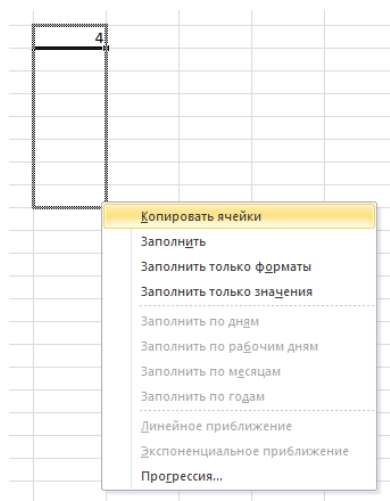 4
Копировать ячейки
Заполнить
Заполнить только форматы
Заполнить только значения
Заполнить по дням
Заполнить по рабочим дням
Заполнить по месяцам
Заполнить по годам
Линейное приближение
Экспоненциальное приближение
Прогрессия...